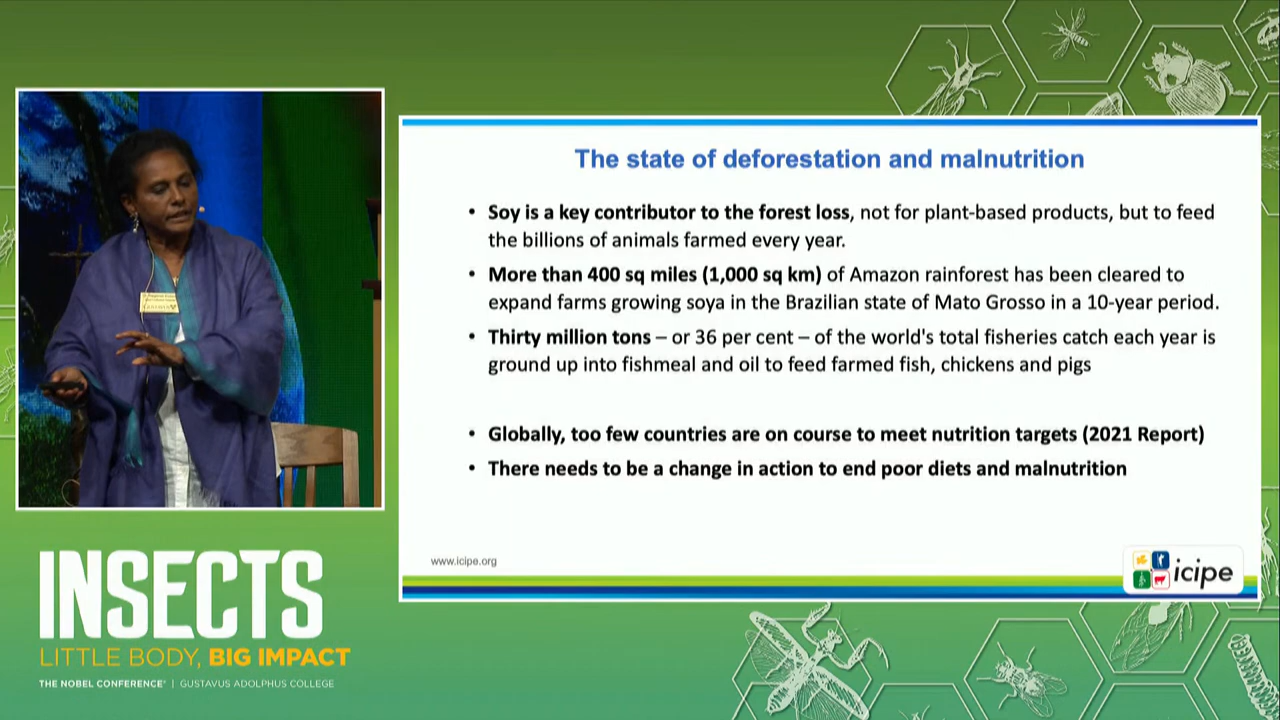 The state of deforestation and malnutrition
• Soy is a key contributor to the forest loss, not for plant-based products, but to feed
the billions of animals farmed every year.
• More than 400 sq miles (1,000 sq km) of Amazon rainforest has been cleared to
expand farms growing soya in the Brazilian state of Mato Grosso in a 10-year period.
• Thirty million tons – or 36 per cent – of the world's total fisheries catch each year is
ground up into fishmeal and oil to feed farmed fish, chickens and pigs
• Globally, too few countries are on course to meet nutrition targets (2021 Report)
• There needs to be a change in action to end poor diets and malnutrition
www.icipe.org
icipe
INSECTS
LITTLE BODY, BIG IMPACT
THE NOBEL CONFERENCE® | GUSTAVUS ADOLPHUS COLLEGE